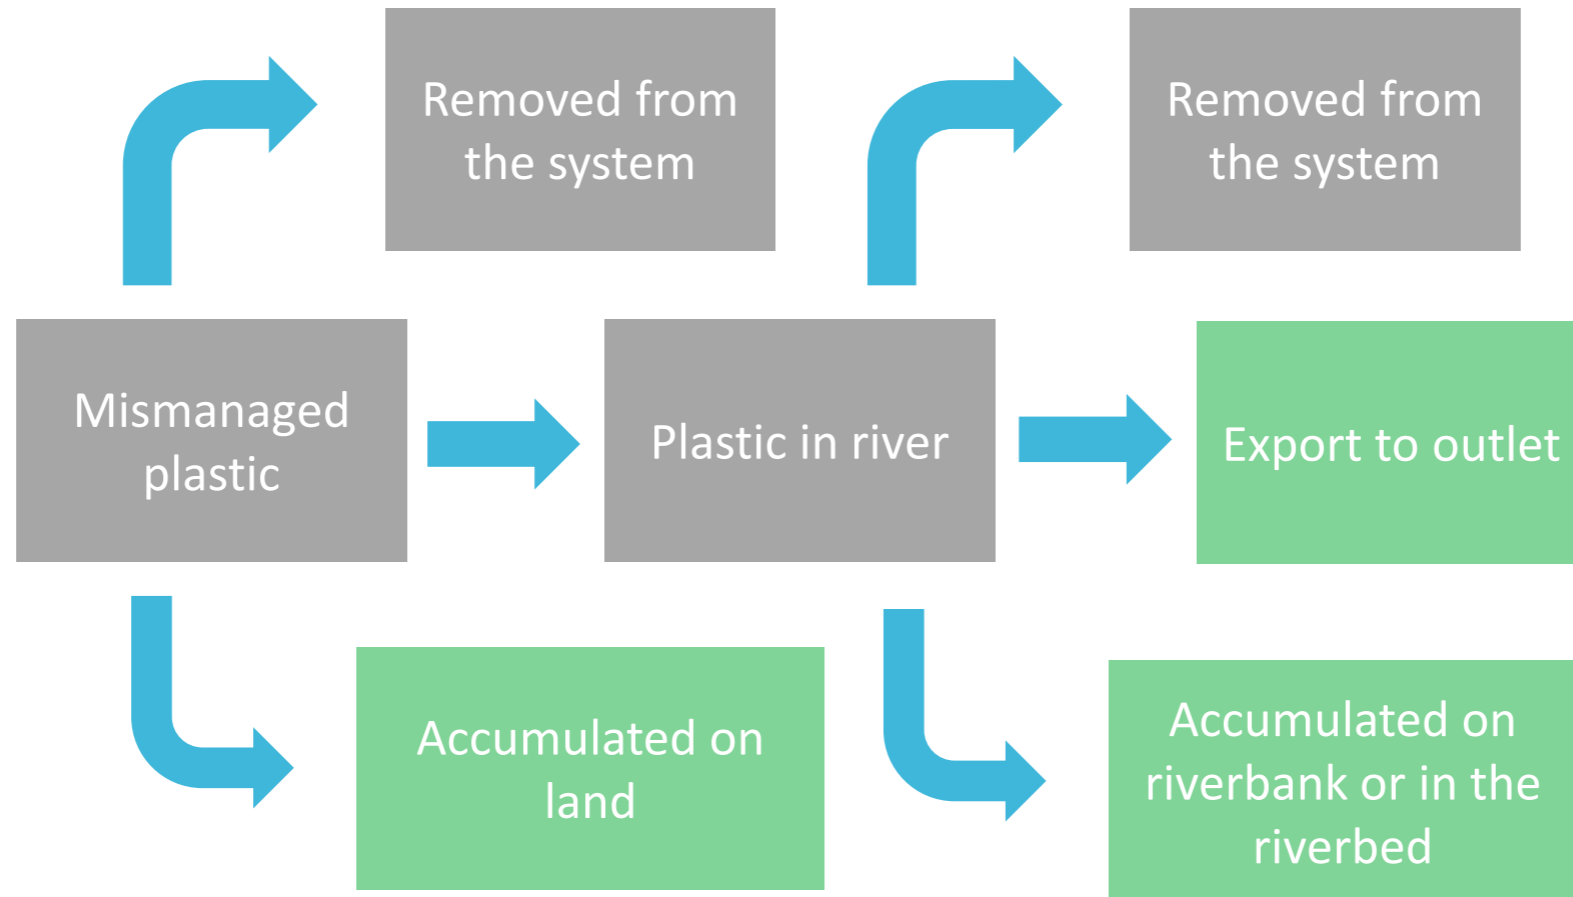 Removed from
the system
Removed from
the system
Mismanaged
plastic
Plastic in river
Export to outlet
Accumulated on
land
Accumulated on
riverbank or in the
riverbed